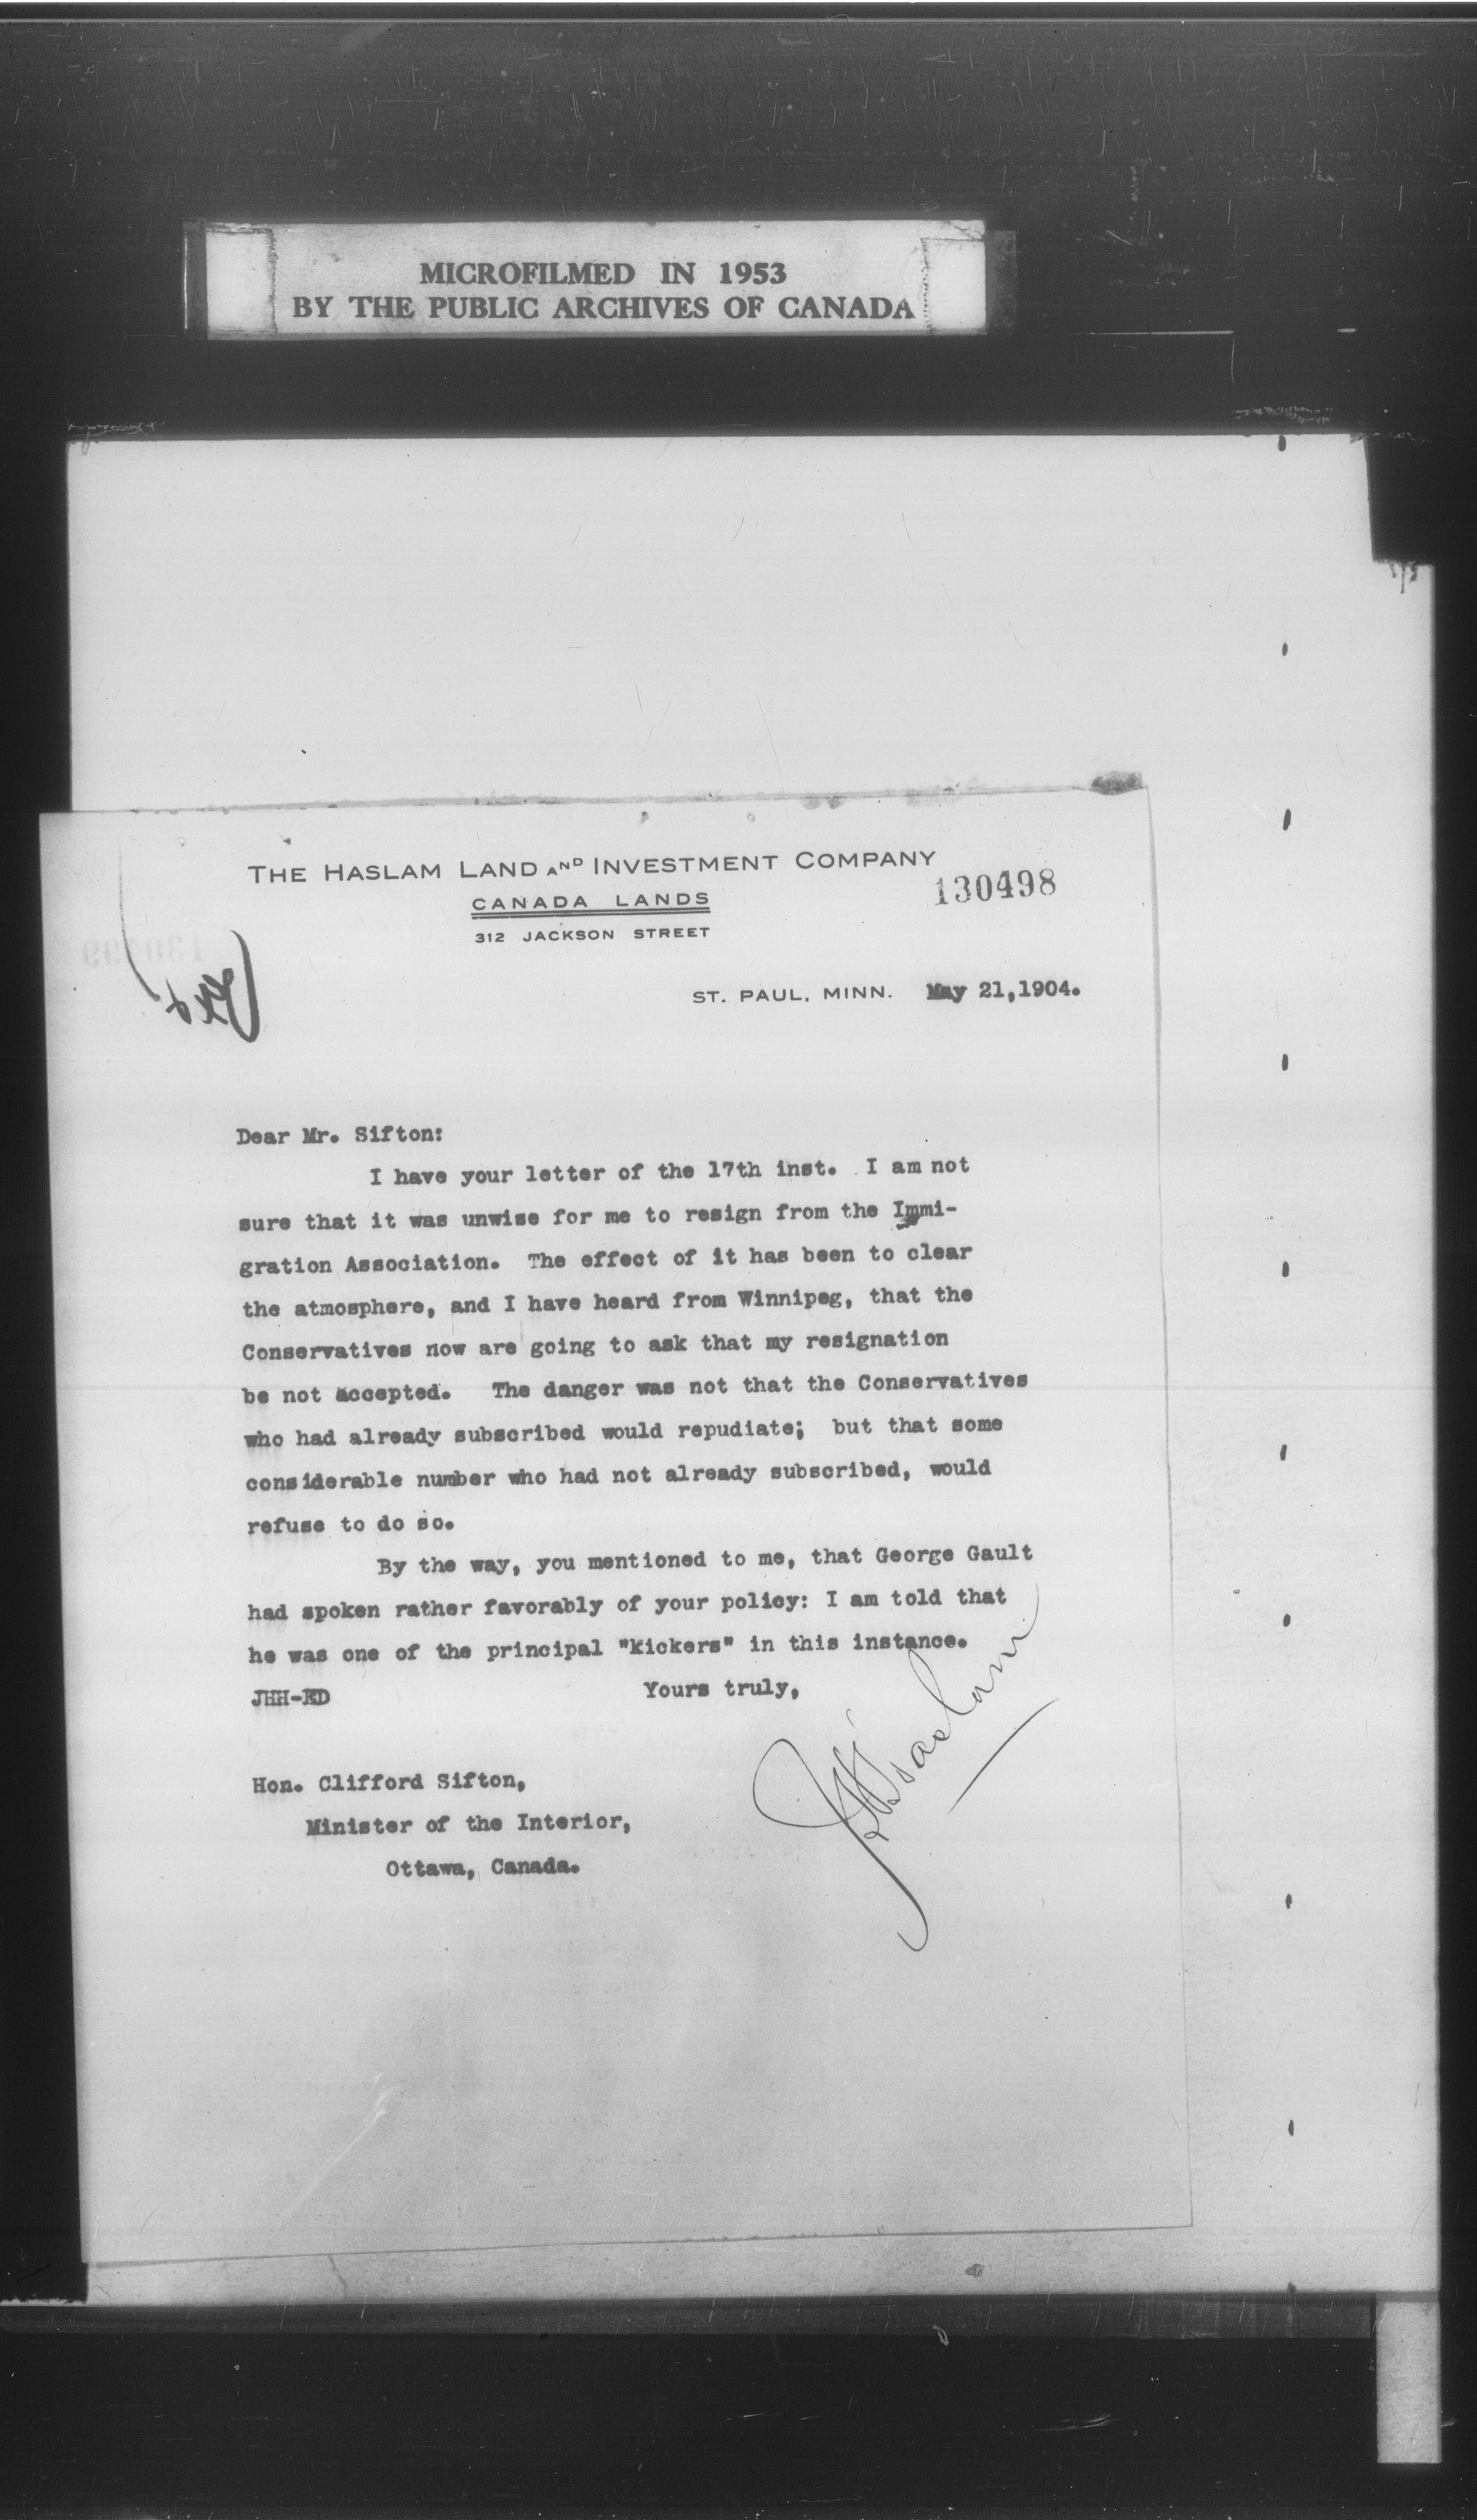 MICROFILMED IN 1953
BY THE PUBLIC ARCHIVES OF CANADA
THE HASLAM LAND AND INVESTMENT COMPANY
130498
CANADA LANDS
312 JACKSON STREET
ST. PAUL, MINN. May 21,1904.
Dear Mr. Sifton:
I have your letter of the 17th inst. I am not
sure that it was unwise for me to resign from the Immi-
gration Association. The effect of it has been to clear
the atmosphere, and I have heard from Winnipeg, that the
Conservatives now are going to ask that my resignation
be not accepted. The danger was not that the Conservatives
who had already subscribed would repudiate; but that some
considerable number who had not already subscribed, would
refuse to do so.
By the way, you mentioned to me, that George Gault
had spoken rather favorably of your policy: I am told that
he was one of the principal "kickers" in this instance.
JHH-ED Yours truly,
JHHaslam
Hon. Clifford Sifton,
Minister of the Interior,
Ottawa, Canada.